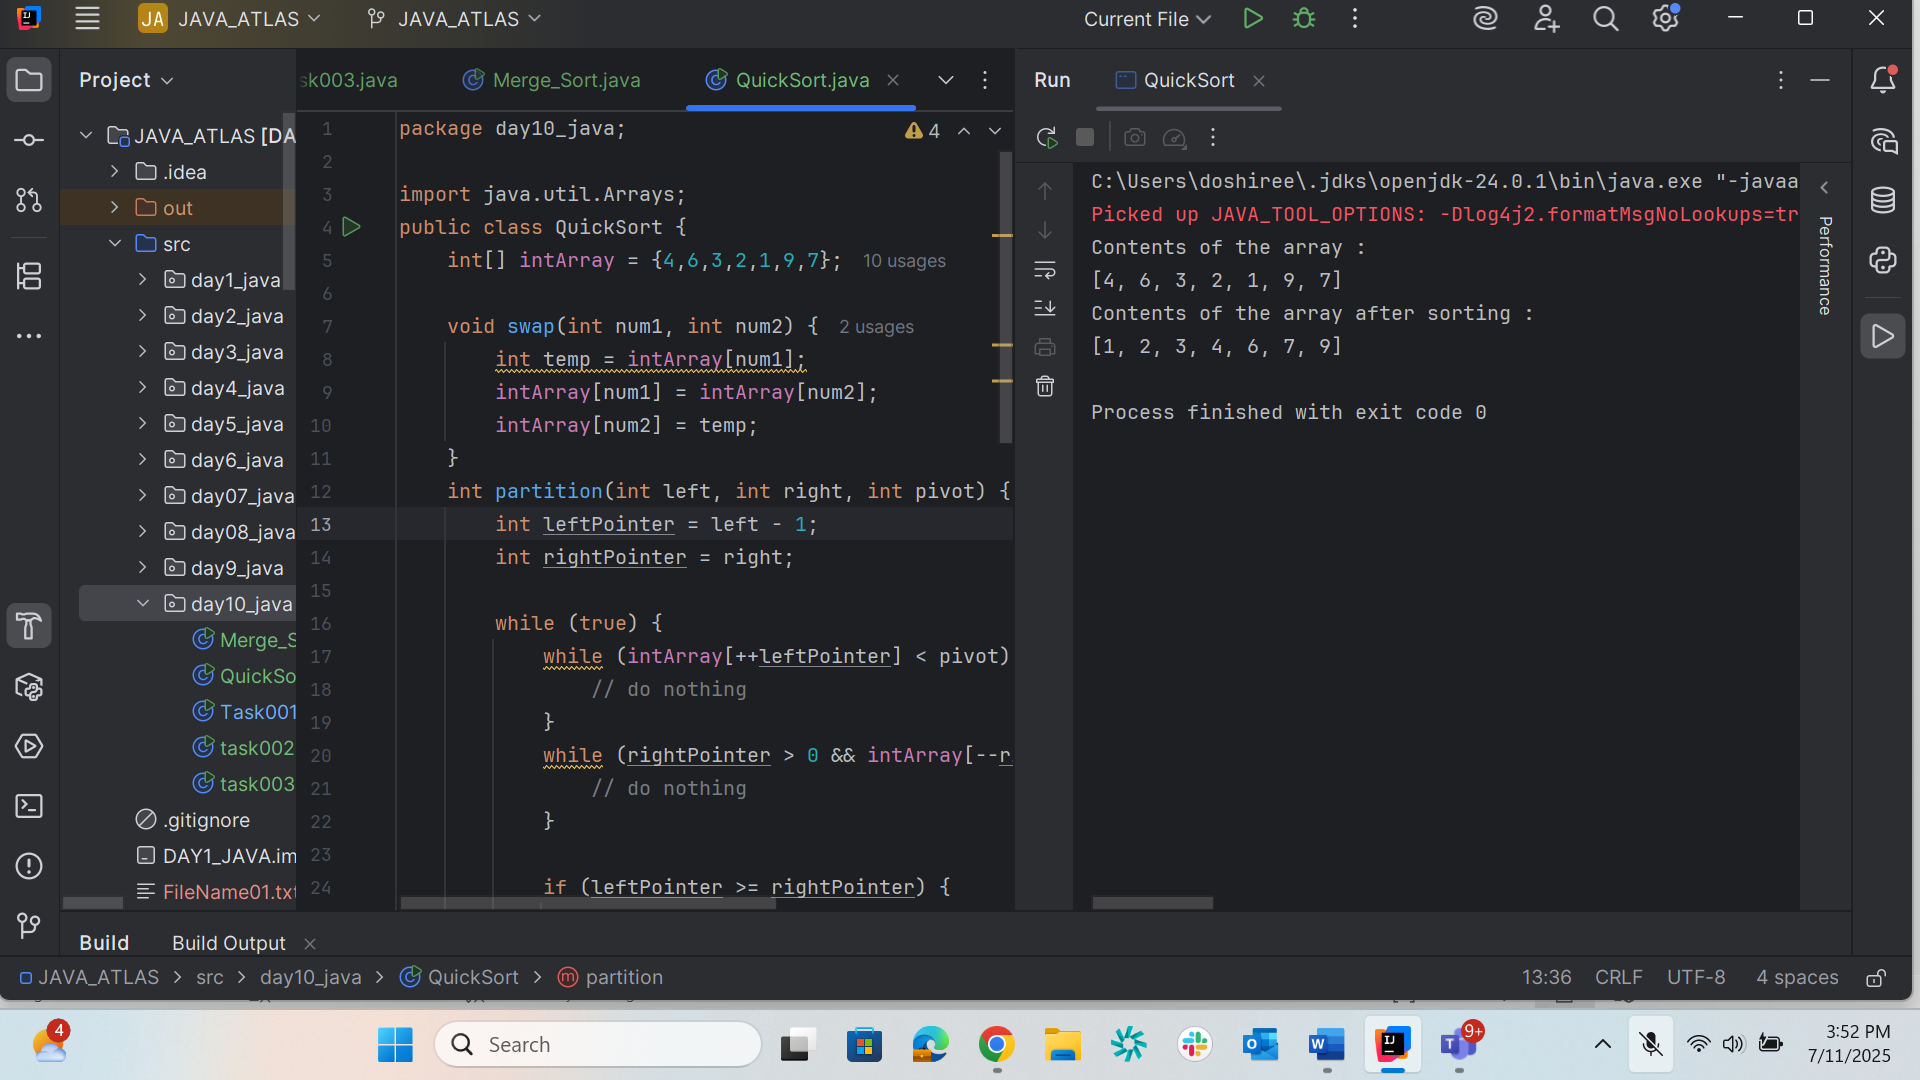 JA JAVA_ATLAS JAVA_ATLAS Current File
Project
sk003.java Merge_Sort.java QuickSort.java
Run QuickSort
JAVA_ATLAS [DA
.idea
out
src
day1_java
day2_java
day3_java
day4_java
day5_java
day6_java
day07_java
day08_java
day9_java
day10_java
Merge_S
QuickSo
Task001
task002
task003
.gitignore
DAY1_JAVA.im
FileName01.txt
4
1 package day10_java;
2
3 import java.util.Arrays;
4 public class QuickSort {
5 int[] intArray = {4,6,3,2,1,9,7}; 10 usages
6
7 void swap(int num1, int num2) { 2 usages
8 int temp = intArray[num1];
9 intArray[num1] = intArray[num2];
10 intArray[num2] = temp;
11 }
12 int partition(int left, int right, int pivot) {
13 int leftPointer = left - 1;
14 int rightPointer = right;
15
16 while (true) {
17 while (intArray[++leftPointer] < pivot)
18 // do nothing
19 }
20 while (rightPointer > 0 && intArray[--r
21 // do nothing
22 }
23
24 if (leftPointer >= rightPointer) {
C:\Users\doshiree\.jdks\openjdk-24.0.1\bin\java.exe "-javaa
Picked up JAVA_TOOL_OPTIONS: -Dlog4j2.formatMsgNoLookups=tr
Contents of the array :
[4, 6, 3, 2, 1, 9, 7]
Contents of the array after sorting :
[1, 2, 3, 4, 6, 7, 9]
Process finished with exit code 0
Performance
Build Build Output
JAVA_ATLAS > src > day10_java > QuickSort > partition
13:36 CRLF UTF-8 4 spaces
4
Search
9+
3:52 PM
7/11/2025